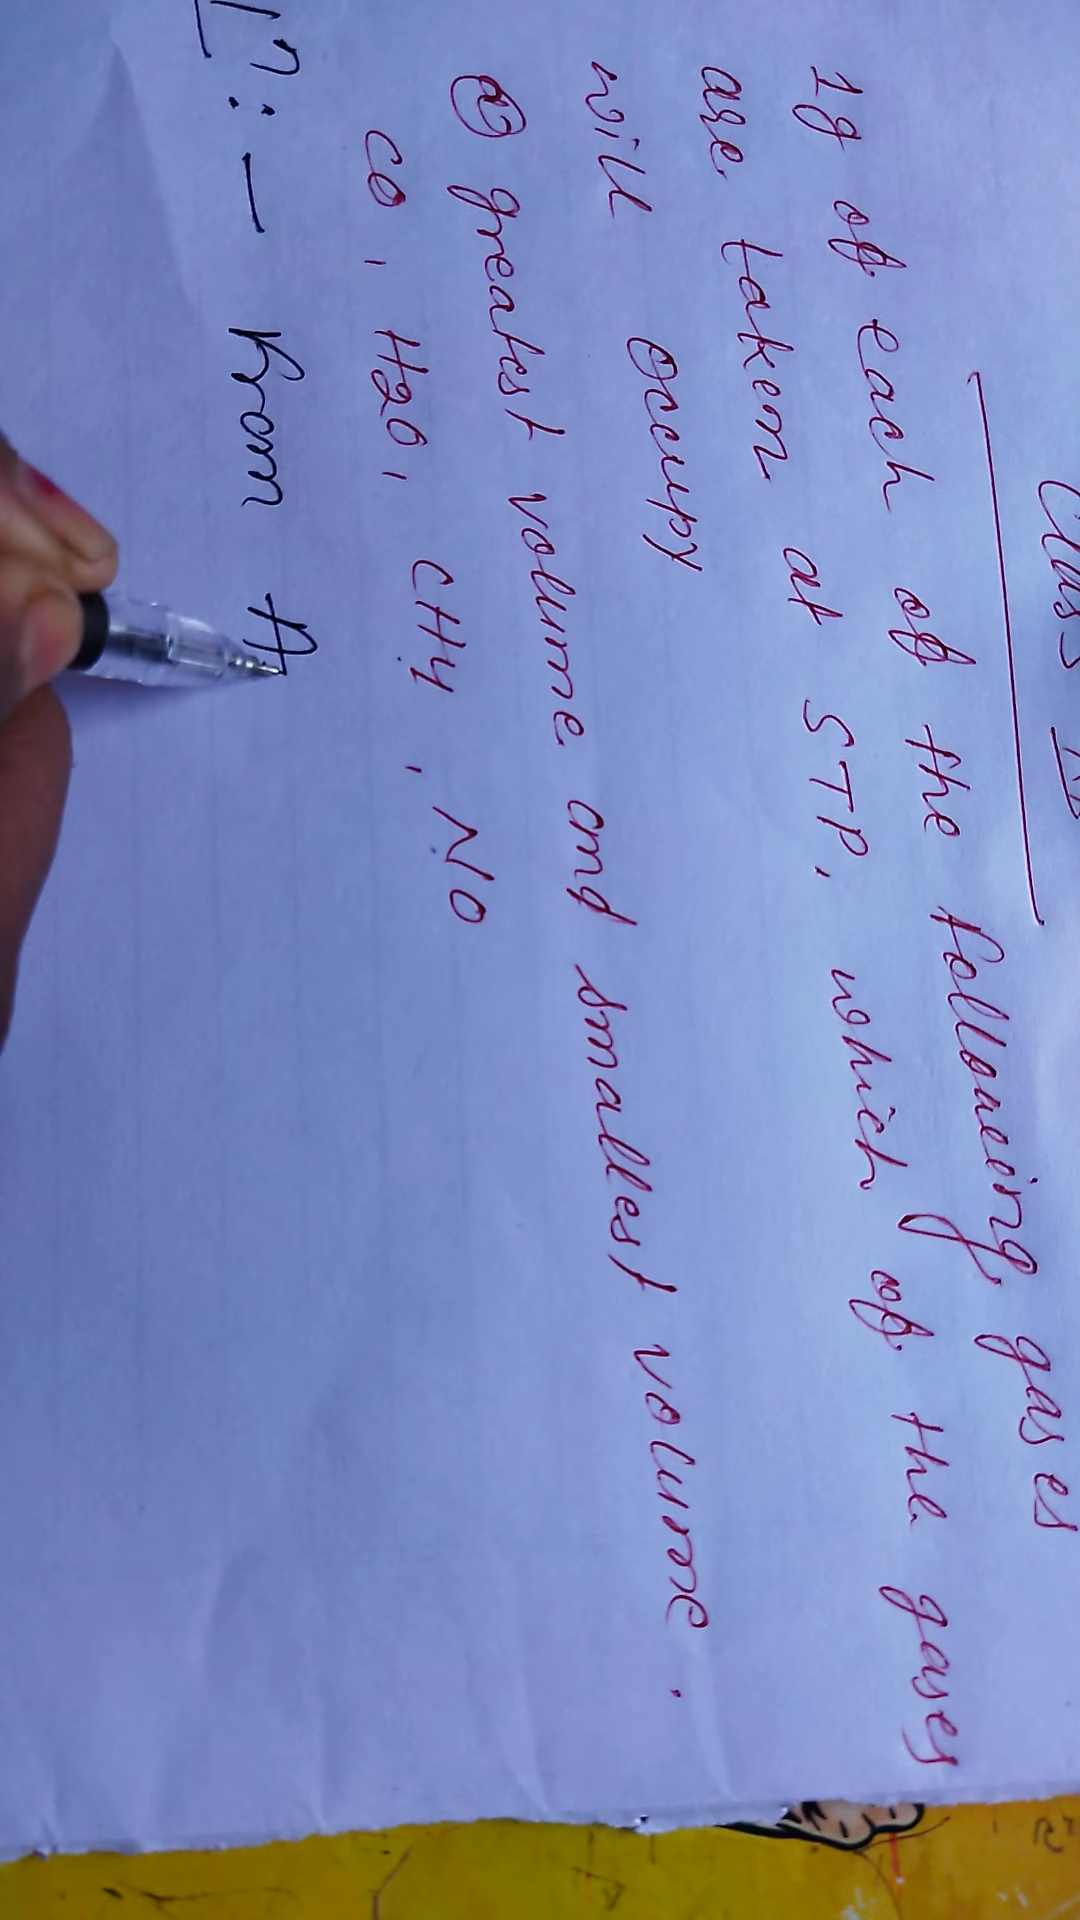 Class
1g of each of the following gases
are taken at STP, which of the gases
will occupy
(a) greatest volume and smallest volume.
CO, H2O, CH4, NO
:- From A